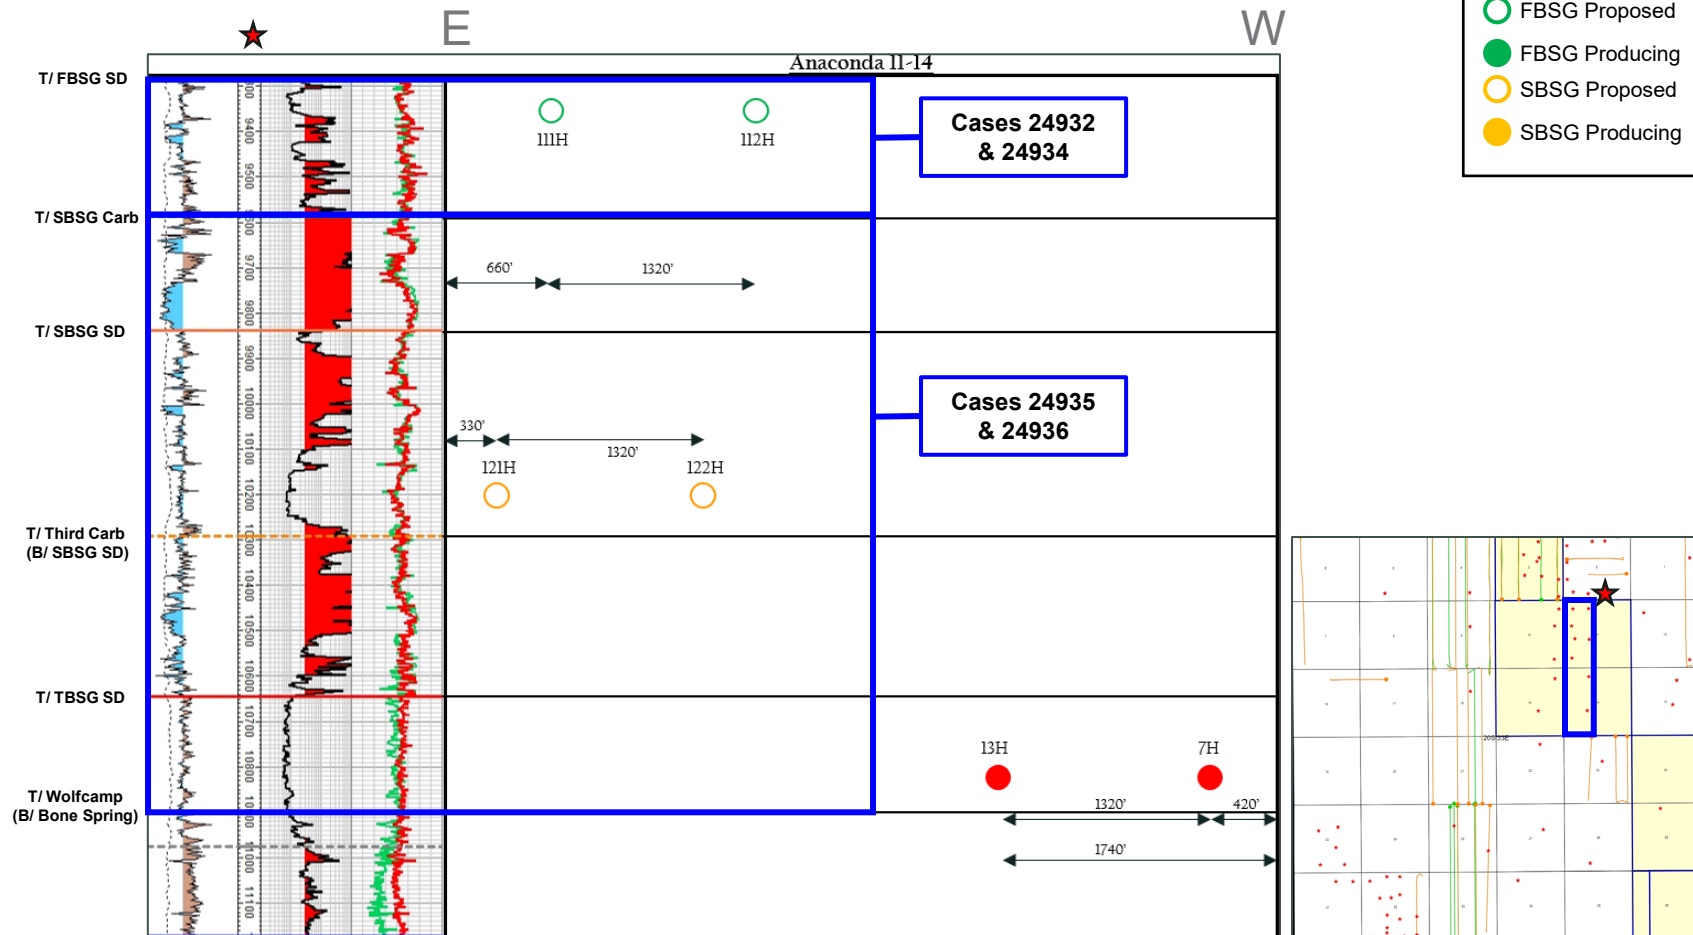 E
W
FBSG Proposed
FBSG Producing
SBSG Proposed
SBSG Producing
Anaconda 11-14
T/ FBSG SD
9400
9500
111H
112H
Cases 24932
& 24934
T/ SBSG Carb
9700
9800
660'
1320'
T/ SBSG SD
9900
10000
10100
10200
330'
1320'
121H
122H
Cases 24935
& 24936
T/ Third Carb
(B/ SBSG SD)
10300
10400
10500
10600
T/ TBSG SD
10700
10800
13H
7H
T/ Wolfcamp
(B/ Bone Spring)
1320'
420'
1740'
11000
11100